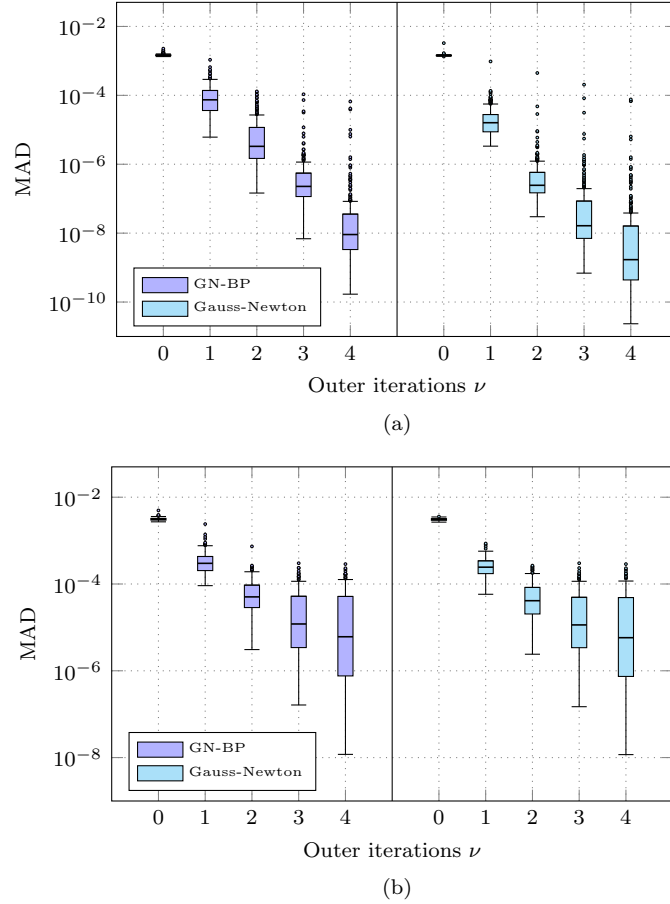 10⁻²
10⁻⁴
10⁻⁶
10⁻⁸
10⁻¹⁰
MAD
GN-BP
Gauss-Newton
0 1 2 3 4 0 1 2 3 4
Outer iterations ν
(a)
10⁻²
10⁻⁴
10⁻⁶
10⁻⁸
MAD
GN-BP
Gauss-Newton
0 1 2 3 4 0 1 2 3 4
Outer iterations ν
(b)